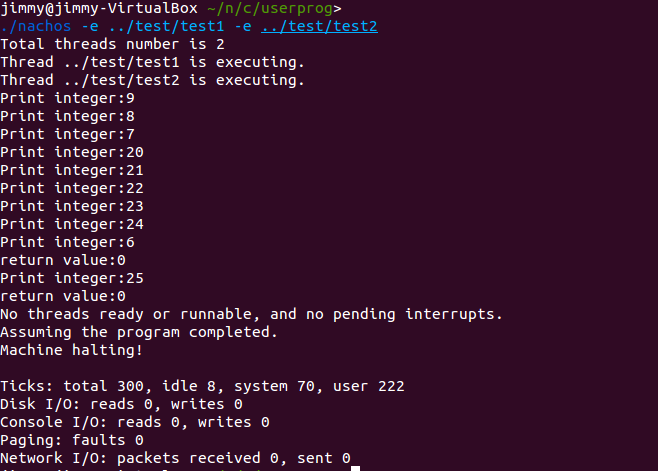 jimmy@jimmy-VirtualBox ~/n/c/userprog>
./nachos -e ../test/test1 -e ../test/test2
Total threads number is 2
Thread ../test/test1 is executing.
Thread ../test/test2 is executing.
Print integer:9
Print integer:8
Print integer:7
Print integer:20
Print integer:21
Print integer:22
Print integer:23
Print integer:24
Print integer:6
return value:0
Print integer:25
return value:0
No threads ready or runnable, and no pending interrupts.
Assuming the program completed.
Machine halting!

Ticks: total 300, idle 8, system 70, user 222
Disk I/O: reads 0, writes 0
Console I/O: reads 0, writes 0
Paging: faults 0
Network I/O: packets received 0, sent 0